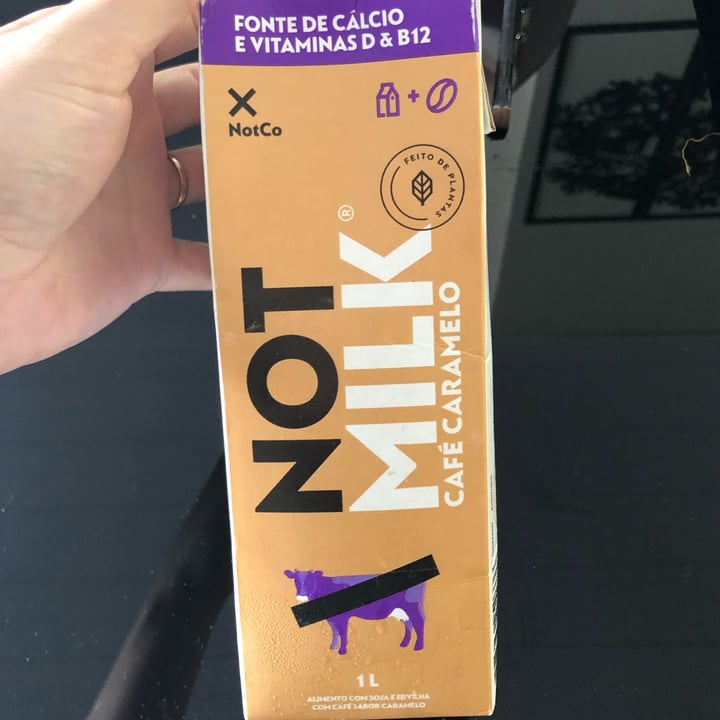 FONTE DE CÁLCIO
E VITAMINAS D & B12
NotCo
FEITO DE PLANTAS
NOT
MILK®
CAFÉ CARAMELO
1 L
ALIMENTO COM SOJA E ERVILHA
COM CAFÉ SABOR CARAMELO